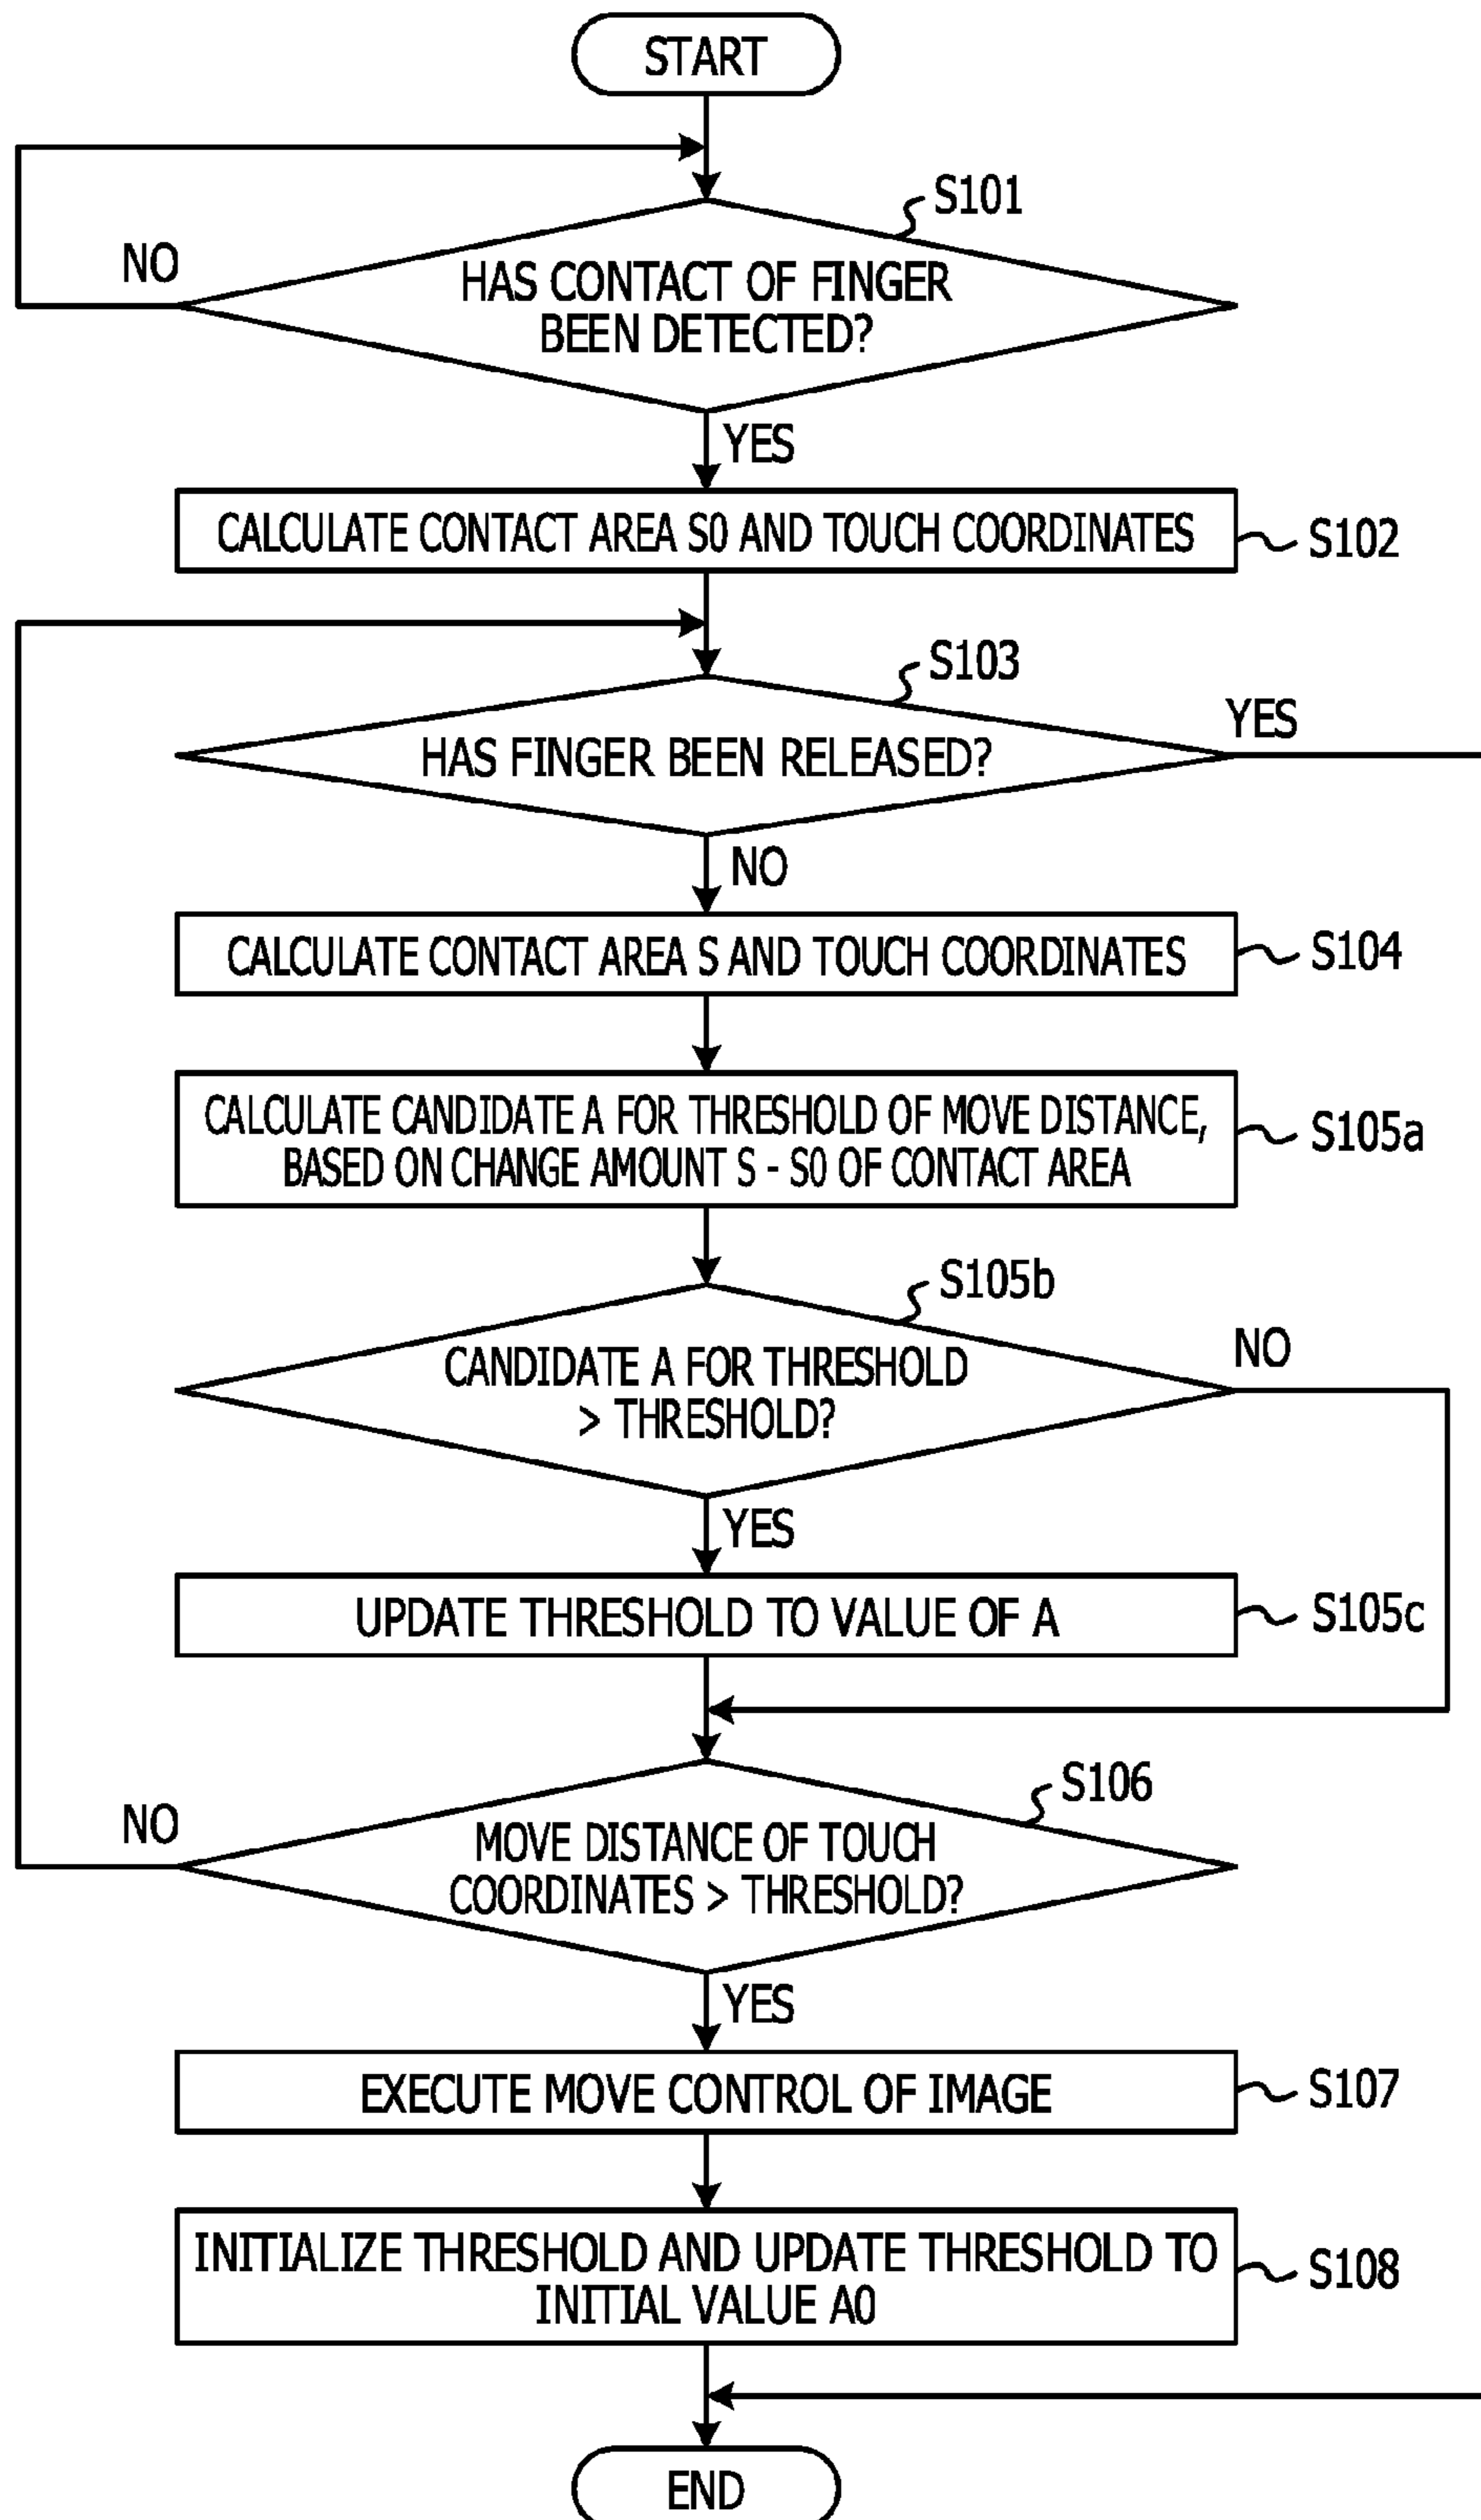 START
S101
NO
HAS CONTACT OF FINGER
BEEN DETECTED?
YES
CALCULATE CONTACT AREA S0 AND TOUCH COORDINATES
S102
S103
YES
HAS FINGER BEEN RELEASED?
NO
CALCULATE CONTACT AREA S AND TOUCH COORDINATES
S104
CALCULATE CANDIDATE A FOR THRESHOLD OF MOVE DISTANCE,
BASED ON CHANGE AMOUNT S - S0 OF CONTACT AREA
S105a
S105b
NO
CANDIDATE A FOR THRESHOLD
> THRESHOLD?
YES
UPDATE THRESHOLD TO VALUE OF A
S105c
S106
NO
MOVE DISTANCE OF TOUCH
COORDINATES > THRESHOLD?
YES
EXECUTE MOVE CONTROL OF IMAGE
S107
INITIALIZE THRESHOLD AND UPDATE THRESHOLD TO
INITIAL VALUE A0
S108
END